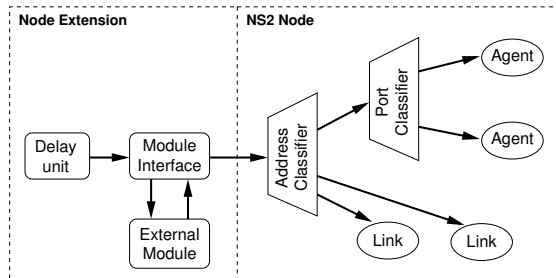 Node Extension
NS2 Node
Delay
unit
Module
Interface
External
Module
Address
Classifier
Port
Classifier
Agent
Agent
Link
Link